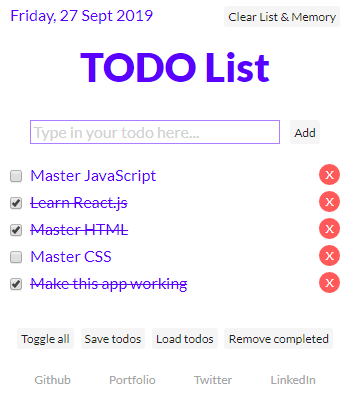 Friday, 27 Sept 2019 Clear List & Memory
TODO List
Type in your todo here... Add
Master JavaScript X
Learn React.js X
Master HTML X
Master CSS X
Make this app working X
Toggle all Save todos Load todos Remove completed
Github Portfolio Twitter LinkedIn